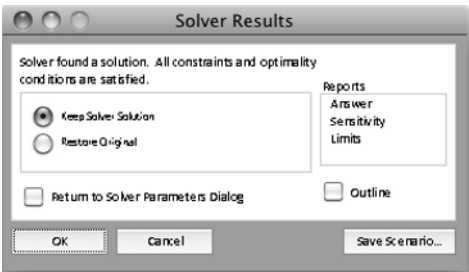 Solver Results
Solver found a solution. All constraints and optimality
conditions are satisfied.
Reports
Answer
Sensitivity
Limits
Keep Solver Solution
Restore Original
Return to Solver Parameters Dialog
Outline
OK
Cancel
Save Scenario...